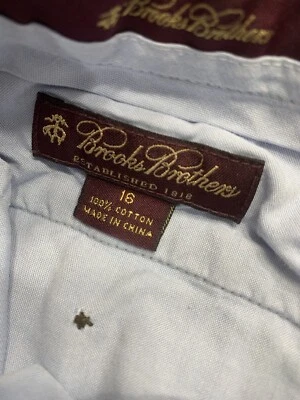 Brooks Brothers
Brooks Brothers
ESTABLISHED 1818
16
100% COTTON
MADE IN CHINA